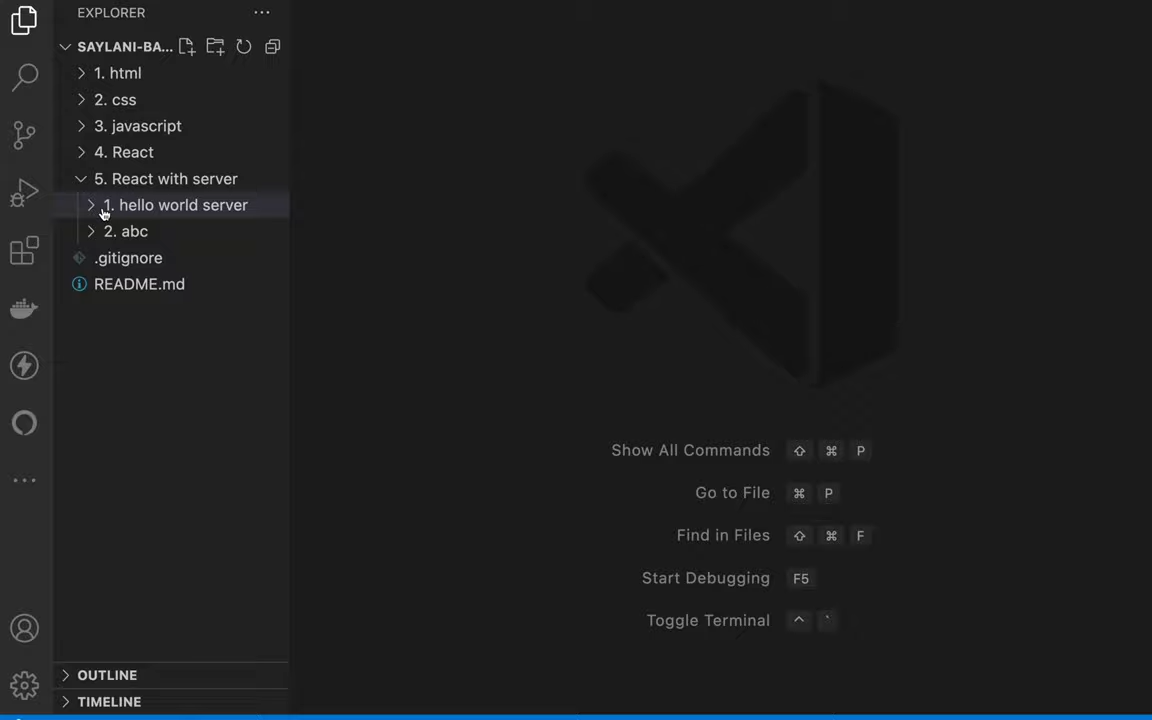 EXPLORER
SAYLANI-BA...
1. html
2. css
3. javascript
4. React
5. React with server
1. hello world server
2. abc
.gitignore
README.md
Show All Commands ⇧ ⌘ P
Go to File ⌘ P
Find in Files ⇧ ⌘ F
Start Debugging F5
Toggle Terminal ^ `
OUTLINE
TIMELINE